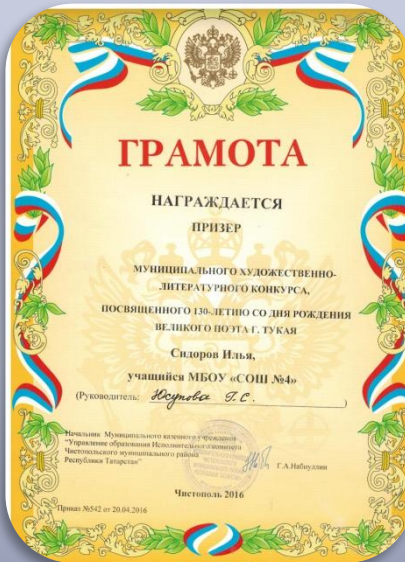 ГРАМОТА
НАГРАЖДАЕТСЯ
ПРИЗЕР
МУНИЦИПАЛЬНОГО ХУДОЖЕСТВЕННО-
ЛИТЕРАТУРНОГО КОНКУРСА,
ПОСВЯЩЕННОГО 130-ЛЕТИЮ СО ДНЯ РОЖДЕНИЯ
ВЕЛИКОГО ПОЭТА Г. ТУКАЯ
Сидоров Илья,
учащийся МБОУ «СОШ №4»
(Руководитель: Юсупова Г.С. )
Начальник Муниципального казенного учреждения
"Управление образования Исполнительного комитета
Чистопольского муниципального района
Республики Татарстан"
Г.А.Набиуллин
Чистополь 2016
Приказ №542 от 20.04.2016